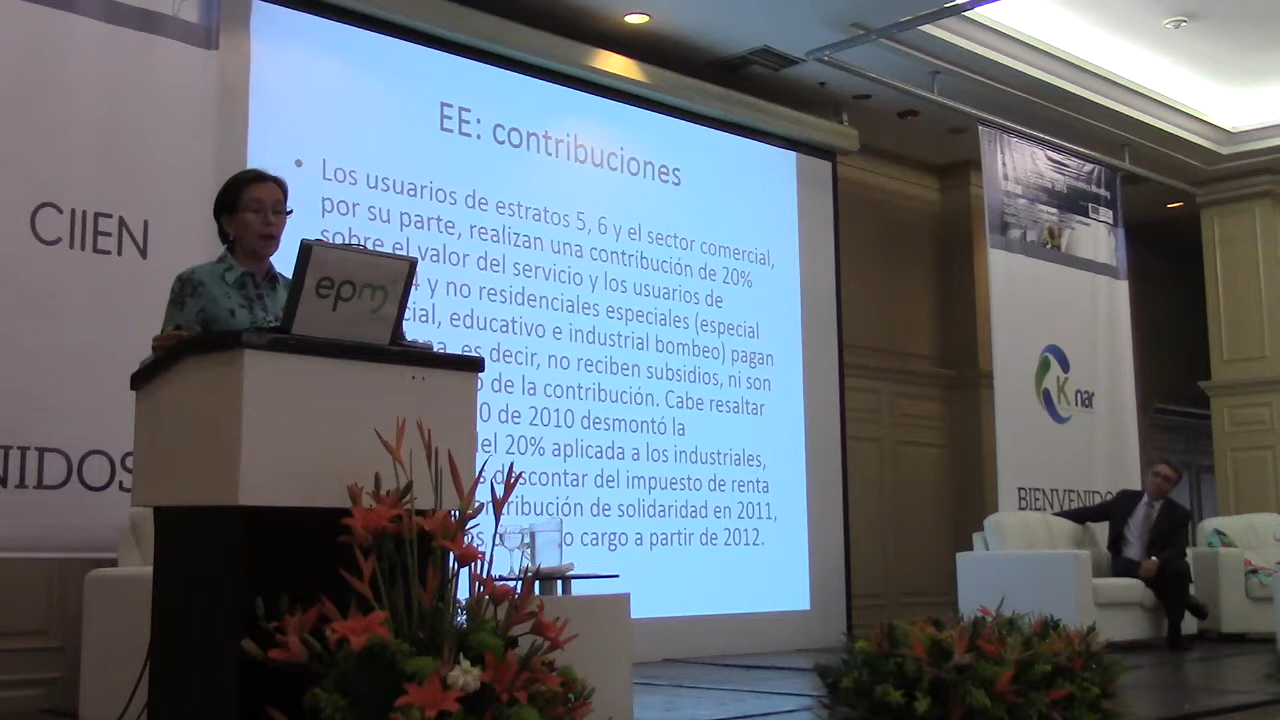 EE: contribuciones
• Los usuarios de estratos 5, 6 y el sector comercial,
por su parte, realizan una contribución de 20%
sobre el valor del servicio y los usuarios de
4 y no residenciales especiales (especial
cial, educativo e industrial bombeo) pagan
es decir, no reciben subsidios, ni son
o de la contribución. Cabe resaltar
0 de 2010 desmontó la
del 20% aplicada a los industriales,
descontar del impuesto de renta
contribución de solidaridad en 2011,
cargo a partir de 2012.
CIIEN
NIDOS
epm
K nar
BIENVENIDOS